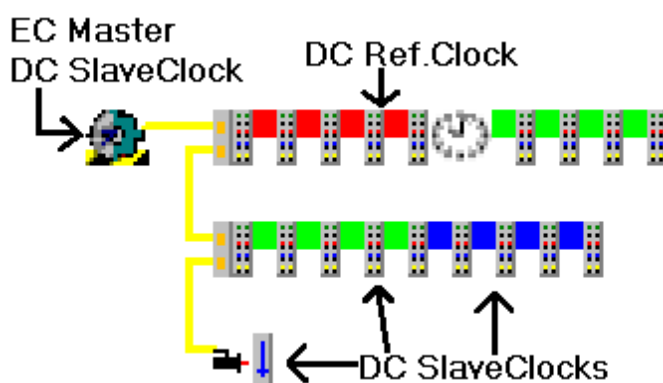 EC Master
DC SlaveClock
DC Ref.Clock
DC SlaveClocks